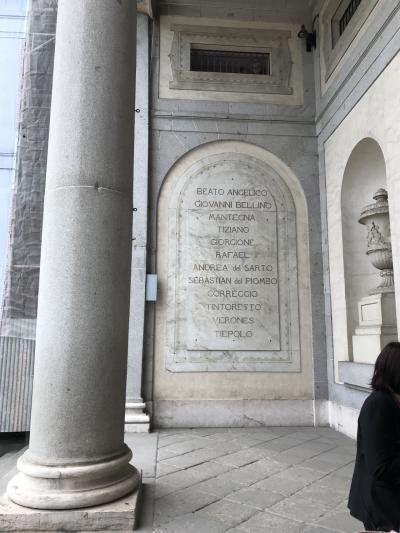 BEATO ANGELICO
GIOVANNI BELLINO
MANTEGNA
TIZIANO
GIORGIONE
RAFAEL
ANDREA del SARTO
SEBASTIAN del PIOMBO
CORREGGIO
TINTORETTO
VERONES
TIEPOLO